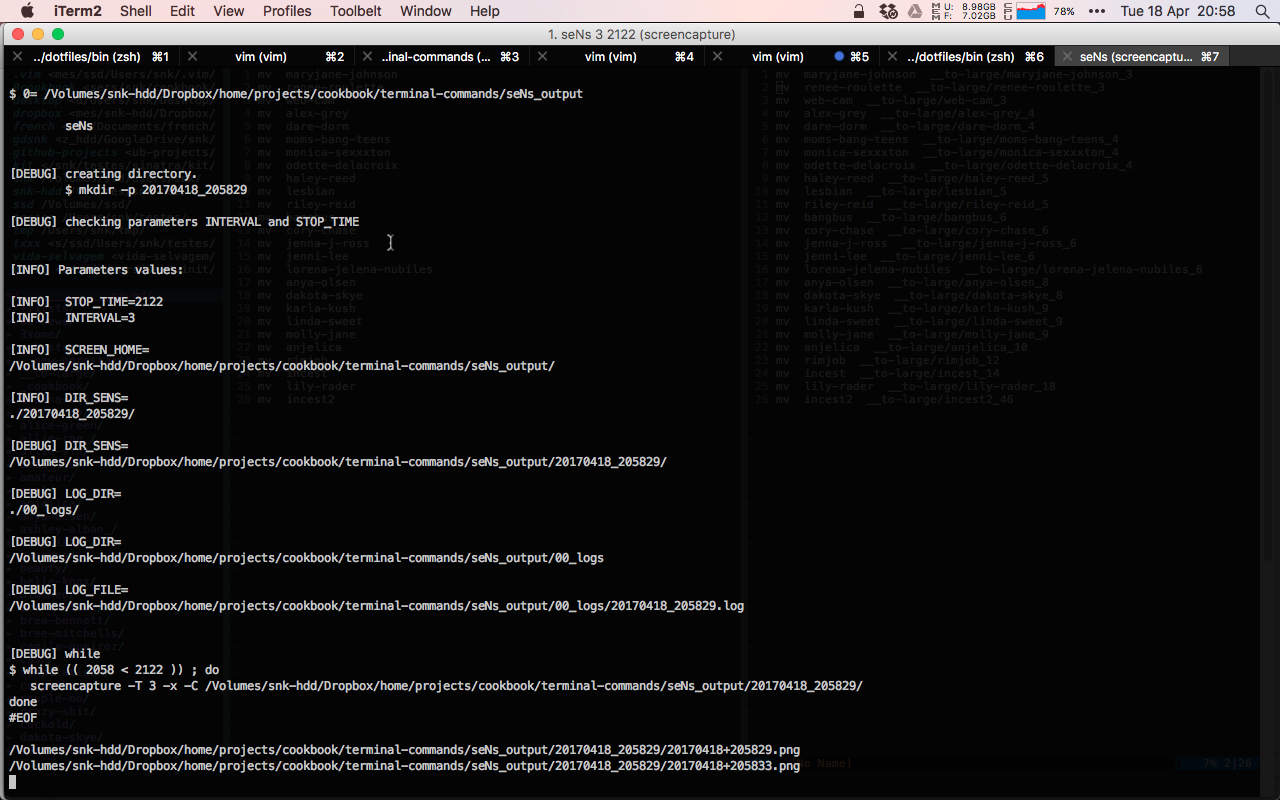 iTerm2 Shell Edit View Profiles Toolbelt Window Help
MEM U: 8.98GB F: 7.02GB CPU 78% ••• Tue 18 Apr 20:58
1. seNs 3 2122 (screencapture)
../dotfiles/bin (zsh) ⌘1 vim (vim) ⌘2 ..inal-commands (... ⌘3 vim (vim) ⌘4 vim (vim) ⌘5 ../dotfiles/bin (zsh) ⌘6 seNs (screencaptu... ⌘7
$ 0= /Volumes/snk-hdd/Dropbox/home/projects/cookbook/terminal-commands/seNs_output
seNs
[DEBUG] creating directory.
$ mkdir -p 20170418_205829
[DEBUG] checking parameters INTERVAL and STOP_TIME
[INFO] Parameters values:
[INFO] STOP_TIME=2122
[INFO] INTERVAL=3
[INFO] SCREEN_HOME=
/Volumes/snk-hdd/Dropbox/home/projects/cookbook/terminal-commands/seNs_output/
[INFO] DIR_SENS=
./20170418_205829/
[DEBUG] DIR_SENS=
/Volumes/snk-hdd/Dropbox/home/projects/cookbook/terminal-commands/seNs_output/20170418_205829/
[DEBUG] LOG_DIR=
./00_logs/
[DEBUG] LOG_DIR=
/Volumes/snk-hdd/Dropbox/home/projects/cookbook/terminal-commands/seNs_output/00_logs
[DEBUG] LOG_FILE=
/Volumes/snk-hdd/Dropbox/home/projects/cookbook/terminal-commands/seNs_output/00_logs/20170418_205829.log
[DEBUG] while
$ while (( 2058 < 2122 )) ; do
screencapture -T 3 -x -C /Volumes/snk-hdd/Dropbox/home/projects/cookbook/terminal-commands/seNs_output/20170418_205829/
done
#EOF
/Volumes/snk-hdd/Dropbox/home/projects/cookbook/terminal-commands/seNs_output/20170418_205829/20170418+205829.png
/Volumes/snk-hdd/Dropbox/home/projects/cookbook/terminal-commands/seNs_output/20170418_205829/20170418+205833.png
1 mv maryjane-johnson __to-large/maryjane-johnson_3
2 mv renee-roulette __to-large/renee-roulette_3
3 mv web-cam __to-large/web-cam_3
4 mv alex-grey __to-large/alex-grey_4
5 mv dare-dorm __to-large/dare-dorm_4
6 mv moms-bang-teens __to-large/moms-bang-teens_4
7 mv monica-sexxxton __to-large/monica-sexxxton_4
8 mv odette-delacroix __to-large/odette-delacroix_4
9 mv haley-reed __to-large/haley-reed_5
10 mv lesbian __to-large/lesbian_5
11 mv riley-reid __to-large/riley-reid_5
12 mv bangbus __to-large/bangbus_6
13 mv cory-chase __to-large/cory-chase_6
14 mv jenna-j-ross __to-large/jenna-j-ross_6
15 mv jenni-lee __to-large/jenni-lee_6
16 mv lorena-jelena-nubiles __to-large/lorena-jelena-nubiles_6
17 mv anya-olsen __to-large/anya-olsen_8
18 mv dakota-skye __to-large/dakota-skye_8
19 mv karla-kush __to-large/karla-kush_9
20 mv linda-sweet __to-large/linda-sweet_9
21 mv molly-jane __to-large/molly-jane_9
22 mv anjelica __to-large/anjelica_10
23 mv rimjob __to-large/rimjob_12
24 mv incest __to-large/incest_14
25 mv lily-rader __to-large/lily-rader_18
26 mv incest2 __to-large/incest2_46
7% 2|26